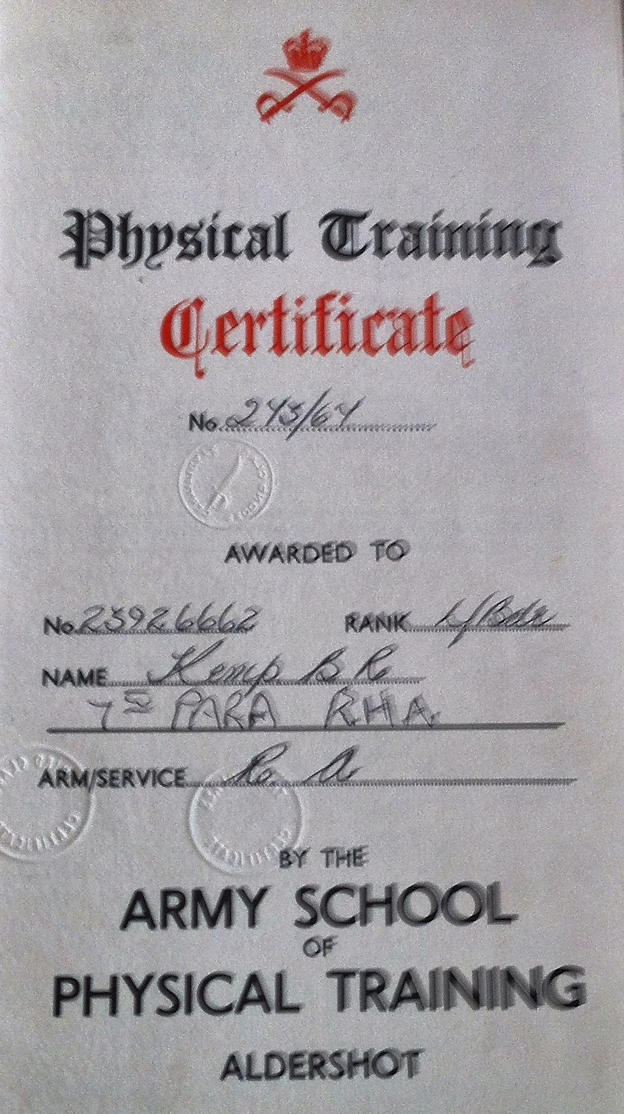 Physical Training
Certificate
No. 243/64
AWARDED TO
No. 23926662 RANK L/Bdr
NAME Kemp B R
7TH PARA RHA.
ARM/SERVICE R. A
BY THE
ARMY SCHOOL
OF
PHYSICAL TRAINING
ALDERSHOT